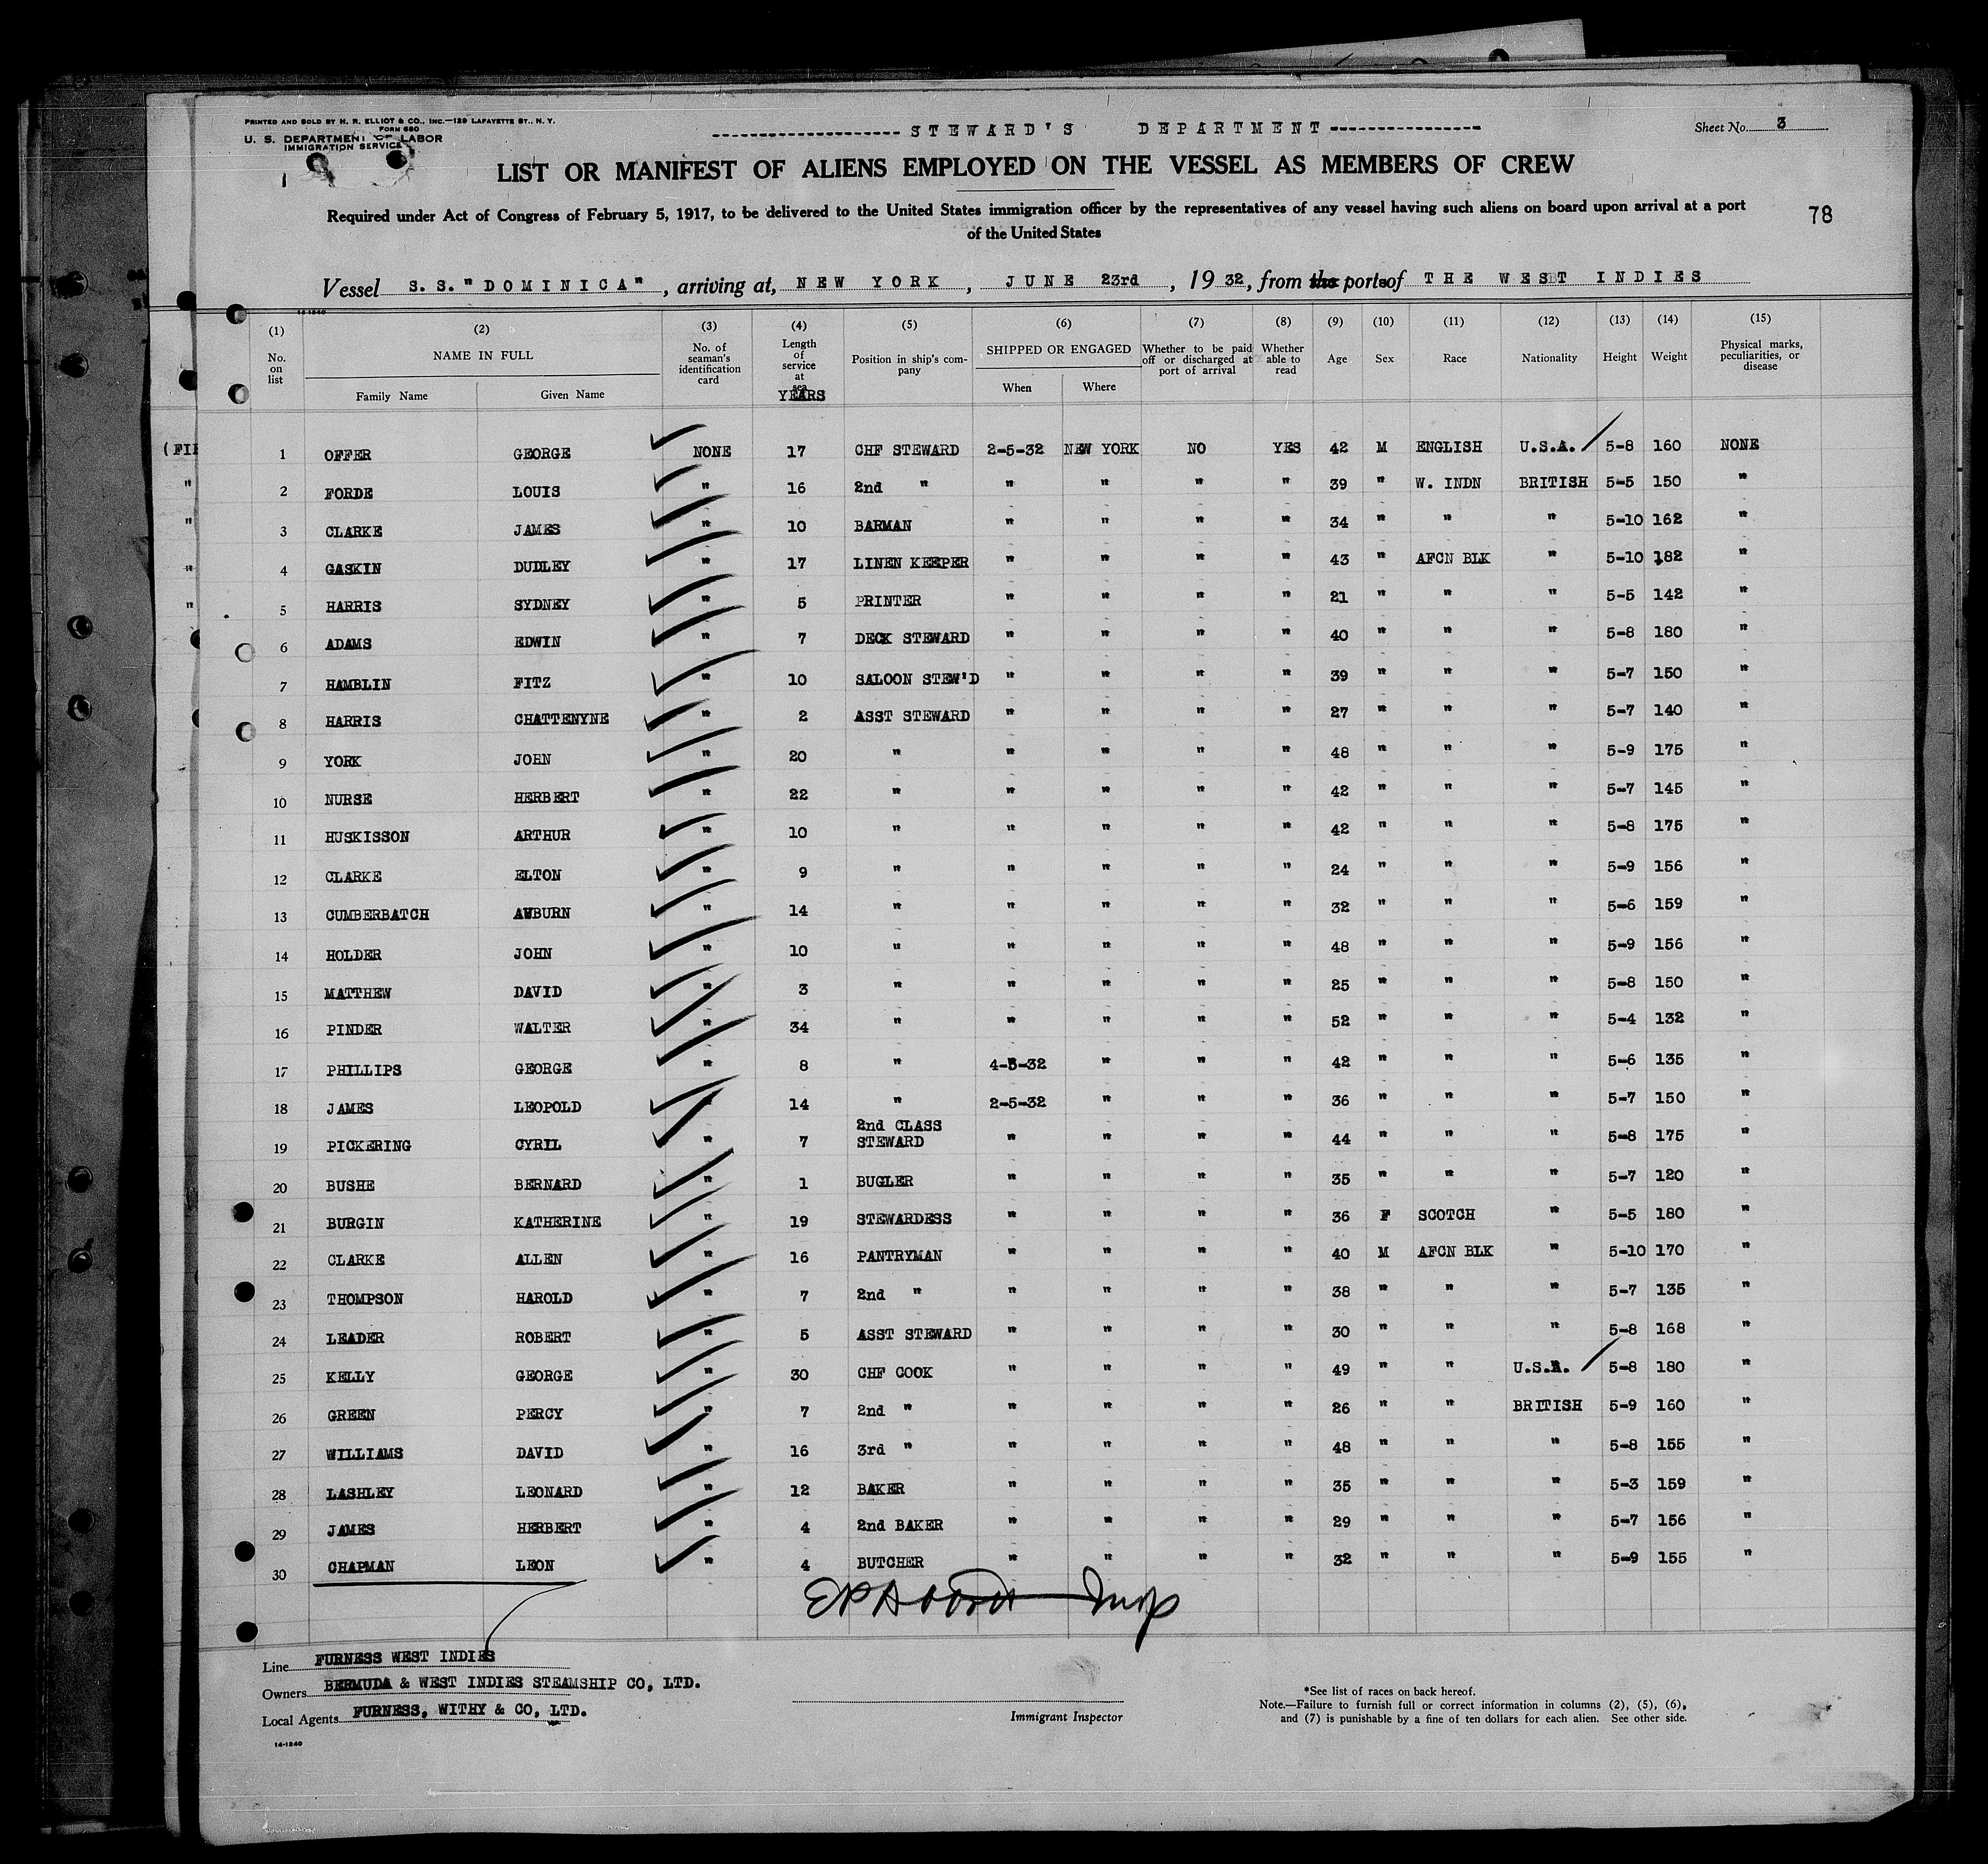 PRINTED AND SOLD BY H. R. ELLIOT & CO., INC.—129 LAFAYETTE ST., N. Y.
FORM 680
U. S. DEPARTMENT OF LABOR
IMMIGRATION SERVICE
STEWARD'S DEPARTMENT
Sheet No. 3
LIST OR MANIFEST OF ALIENS EMPLOYED ON THE VESSEL AS MEMBERS OF CREW
Required under Act of Congress of February 5, 1917, to be delivered to the United States immigration officer by the representatives of any vessel having such aliens on board upon arrival at a port
of the United States
78
Vessel S.S. "DOMINICA", arriving at, NEW YORK, JUNE 23rd, 1932, from the ports of THE WEST INDIES
14-1240
(1) (2) (3) (4) (5) (6) (7) (8) (9) (10) (11) (12) (13) (14) (15)
No. on list NAME IN FULL Family Name Given Name No. of seaman's identification card Length of service at sea YEARS Position in ship's company SHIPPED OR ENGAGED When Where Whether to be paid off or discharged at port of arrival Whether able to read Age Sex Race Nationality Height Weight Physical marks, peculiarities, or disease
1 OFFER GEORGE NONE 17 CHF STEWARD 2-5-32 NEW YORK NO YES 42 M ENGLISH U.S.A. 5-8 160 NONE
2 FORDE LOUIS " 16 2nd " " " " " 39 " W. INDN BRITISH 5-5 150 "
3 CLARKE JAMES " 10 BARMAN " " " " 34 " " " 5-10 162 "
4 GASKIN DUDLEY " 17 LINEN KEEPER " " " " 43 " AFCN BLK " 5-10 182 "
5 HARRIS SYDNEY " 5 PRINTER " " " " 21 " " " 5-5 142 "
6 ADAMS EDWIN " 7 DECK STEWARD " " " " 40 " " " 5-8 180 "
7 HAMBLIN FITZ " 10 SALOON STEW'D " " " " 39 " " " 5-7 150 "
8 HARRIS CHATTENYNE " 2 ASST STEWARD " " " " 27 " " " 5-7 140 "
9 YORK JOHN " 20 " " " " " 48 " " " 5-9 175 "
10 NURSE HERBERT " 22 " " " " " 42 " " " 5-7 145 "
11 HUSKISSON ARTHUR " 10 " " " " " 42 " " " 5-8 175 "
12 CLARKE ELTON " 9 " " " " " 24 " " " 5-9 156 "
13 CUMBERBATCH AUBURN " 14 " " " " " 32 " " " 5-6 159 "
14 HOLDER JOHN " 10 " " " " " 48 " " " 5-9 156 "
15 MATTHEW DAVID " 3 " " " " " 25 " " " 5-8 150 "
16 PINDER WALTER " 34 " " " " " 52 " " " 5-4 132 "
17 PHILLIPS GEORGE " 8 " 4-5-32 " " " 42 " " " 5-6 135 "
18 JAMES LEOPOLD " 14 " 2-5-32 " " " 36 " " " 5-7 150 "
19 PICKERING CYRIL " 7 2nd CLASS STEWARD " " " " 44 " " " 5-8 175 "
20 BUSHE BERNARD " 1 BUGLER " " " " 35 " " " 5-7 120 "
21 BURGIN KATHERINE " 19 STEWARDESS " " " " 36 F SCOTCH " 5-5 180 "
22 CLARKE ALLEN " 16 PANTRYMAN " " " " 40 M AFCN BLK " 5-10 170 "
23 THOMPSON HAROLD " 7 2nd " " " " " 38 " " " 5-7 135 "
24 LEADER ROBERT " 5 ASST STEWARD " " " " 30 " " " 5-8 168 "
25 KELLY GEORGE " 30 CHF COOK " " " " 49 " " U.S.A. 5-8 180 "
26 GREEN PERCY " 7 2nd " " " " " 26 " " BRITISH 5-9 160 "
27 WILLIAMS DAVID " 16 3rd " " " " " 48 " " " 5-8 155 "
28 LASHLEY LEONARD " 12 BAKER " " " " 35 " " " 5-3 159 "
29 JAMES HERBERT " 4 2nd BAKER " " " " 29 " " " 5-7 156 "
30 CHAPMAN LEON " 4 BUTCHER " " " " 32 " " " 5-9 155 "
Line FURNESS WEST INDIES
Owners BERMUDA & WEST INDIES STEAMSHIP CO, LTD.
Local Agents FURNESS, WITHY & CO, LTD.
14-1240
Immigrant Inspector
*See list of races on back hereof.
Note.—Failure to furnish full or correct information in columns (2), (5), (6),
and (7) is punishable by a fine of ten dollars for each alien. See other side.